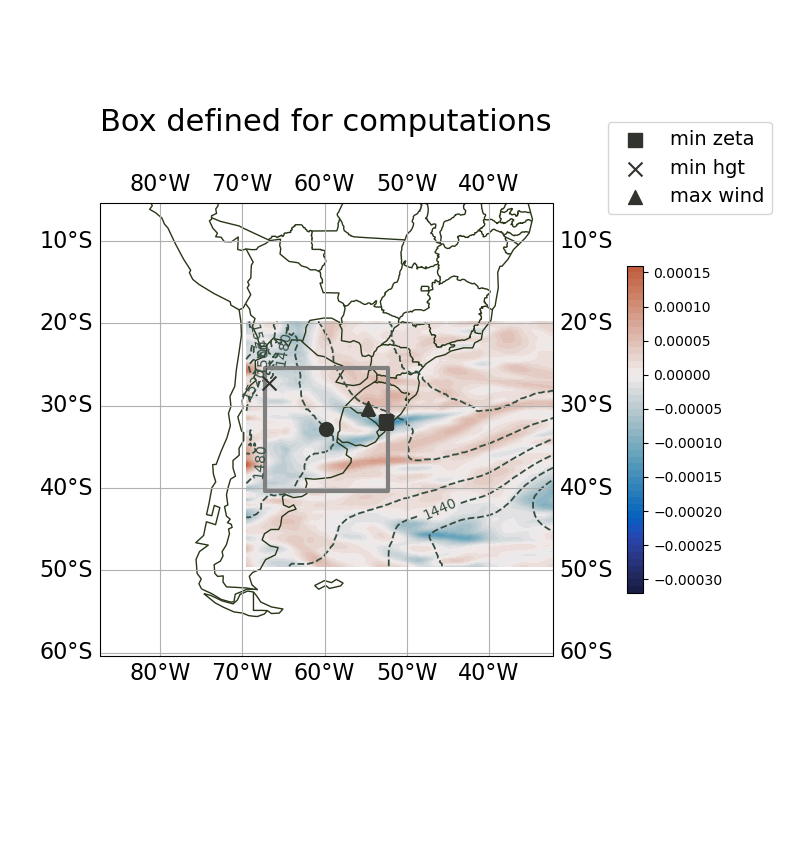 Box defined for computations
min zeta
min hgt
max wind
80°W 70°W 60°W 50°W 40°W
10°S 10°S
20°S 20°S
30°S 30°S
40°S 40°S
50°S 50°S
60°S 60°S
80°W 70°W 60°W 50°W 40°W
1480
1480
1440
0.00015
0.00010
0.00005
0.00000
−0.00005
−0.00010
−0.00015
−0.00020
−0.00025
−0.00030